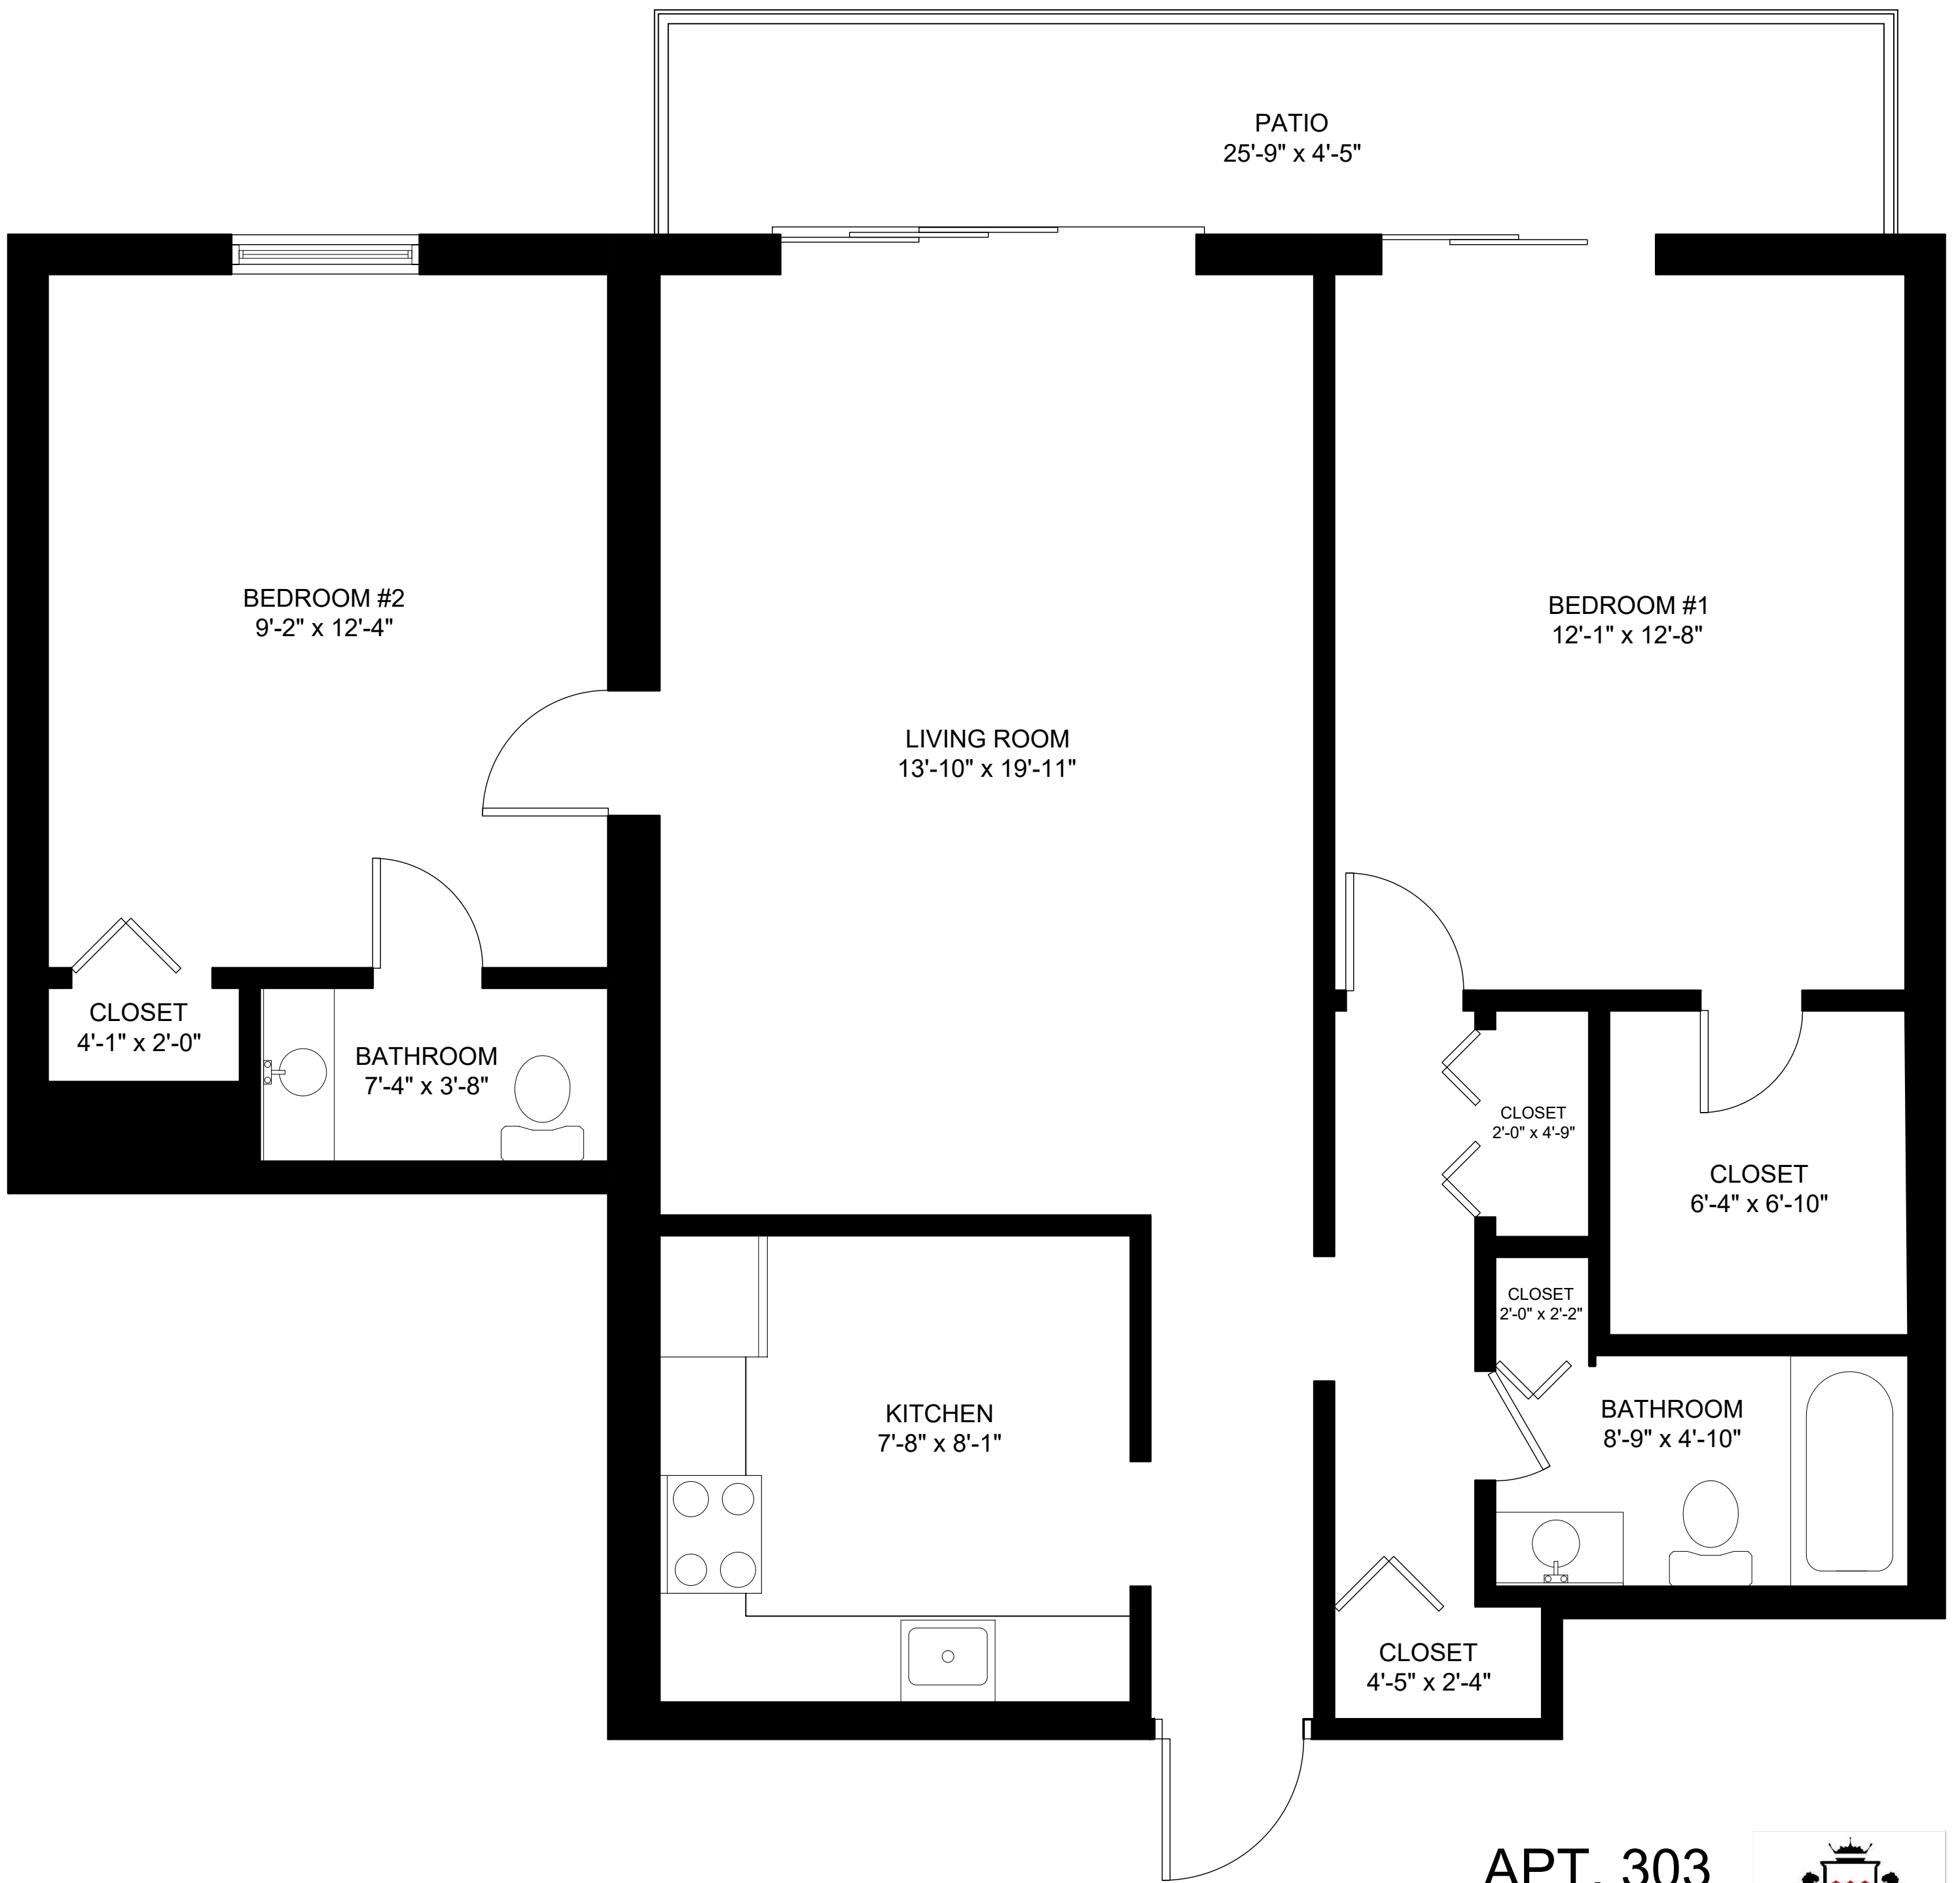 PATIO
25'-9" x 4'-5"
BEDROOM #2
9'-2" x 12'-4"
BEDROOM #1
12'-1" x 12'-8"
LIVING ROOM
13'-10" x 19'-11"
CLOSET
4'-1" x 2'-0"
BATHROOM
7'-4" x 3'-8"
CLOSET
2'-0" x 4'-9"
CLOSET
6'-4" x 6'-10"
CLOSET
2'-0" x 2'-2"
KITCHEN
7'-8" x 8'-1"
BATHROOM
8'-9" x 4'-10"
CLOSET
4'-5" x 2'-4"
APT. 303